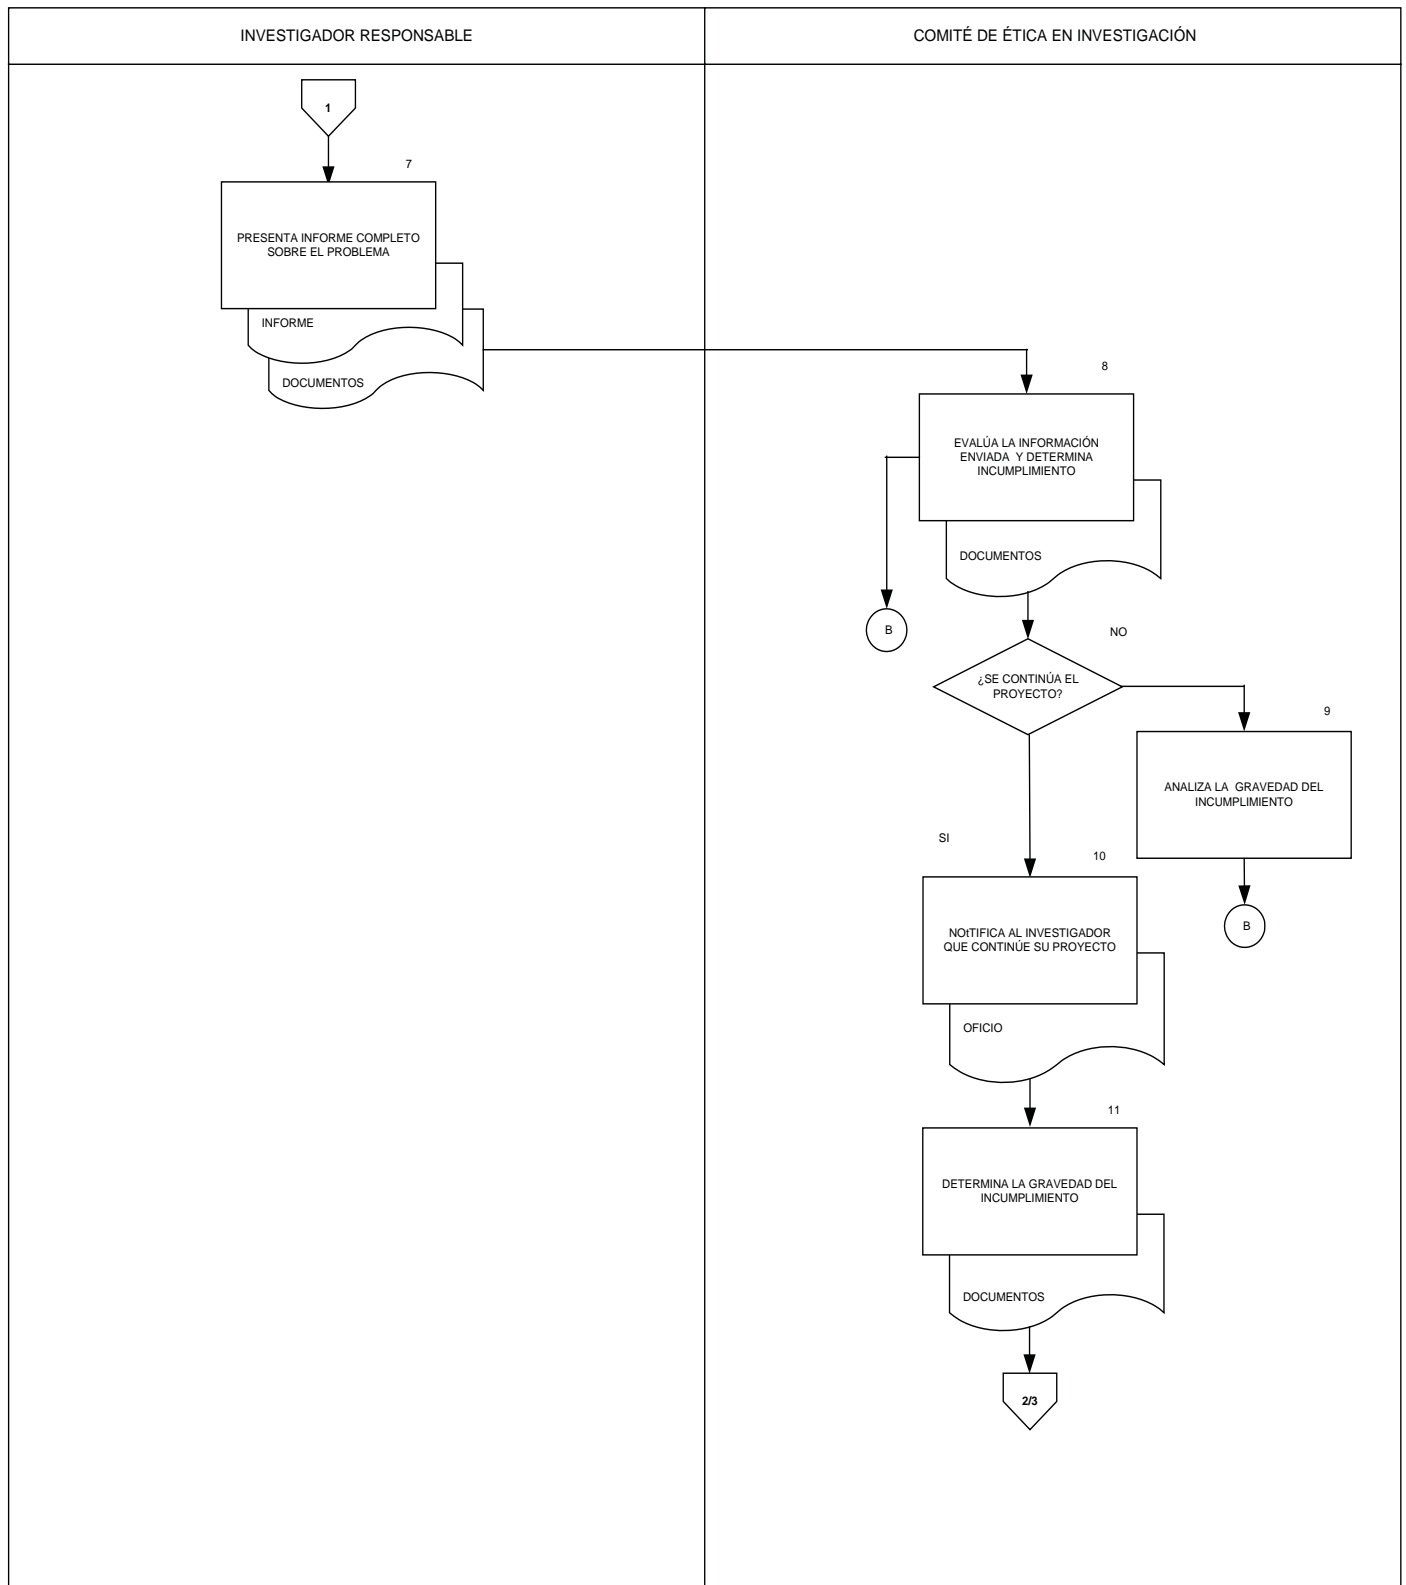 INVESTIGADOR RESPONSABLE
COMITÉ DE ÉTICA EN INVESTIGACIÓN
1
7
PRESENTA INFORME COMPLETO
SOBRE EL PROBLEMA
INFORME
DOCUMENTOS
8
EVALÚA LA INFORMACIÓN
ENVIADA Y DETERMINA
INCUMPLIMIENTO
DOCUMENTOS
B
NO
¿SE CONTINÚA EL
PROYECTO?
9
ANALIZA LA GRAVEDAD DEL
INCUMPLIMIENTO
B
SI
10
NOtTIFICA AL INVESTIGADOR
QUE CONTINÚE SU PROYECTO
OFICIO
11
DETERMINA LA GRAVEDAD DEL
INCUMPLIMIENTO
DOCUMENTOS
2/3